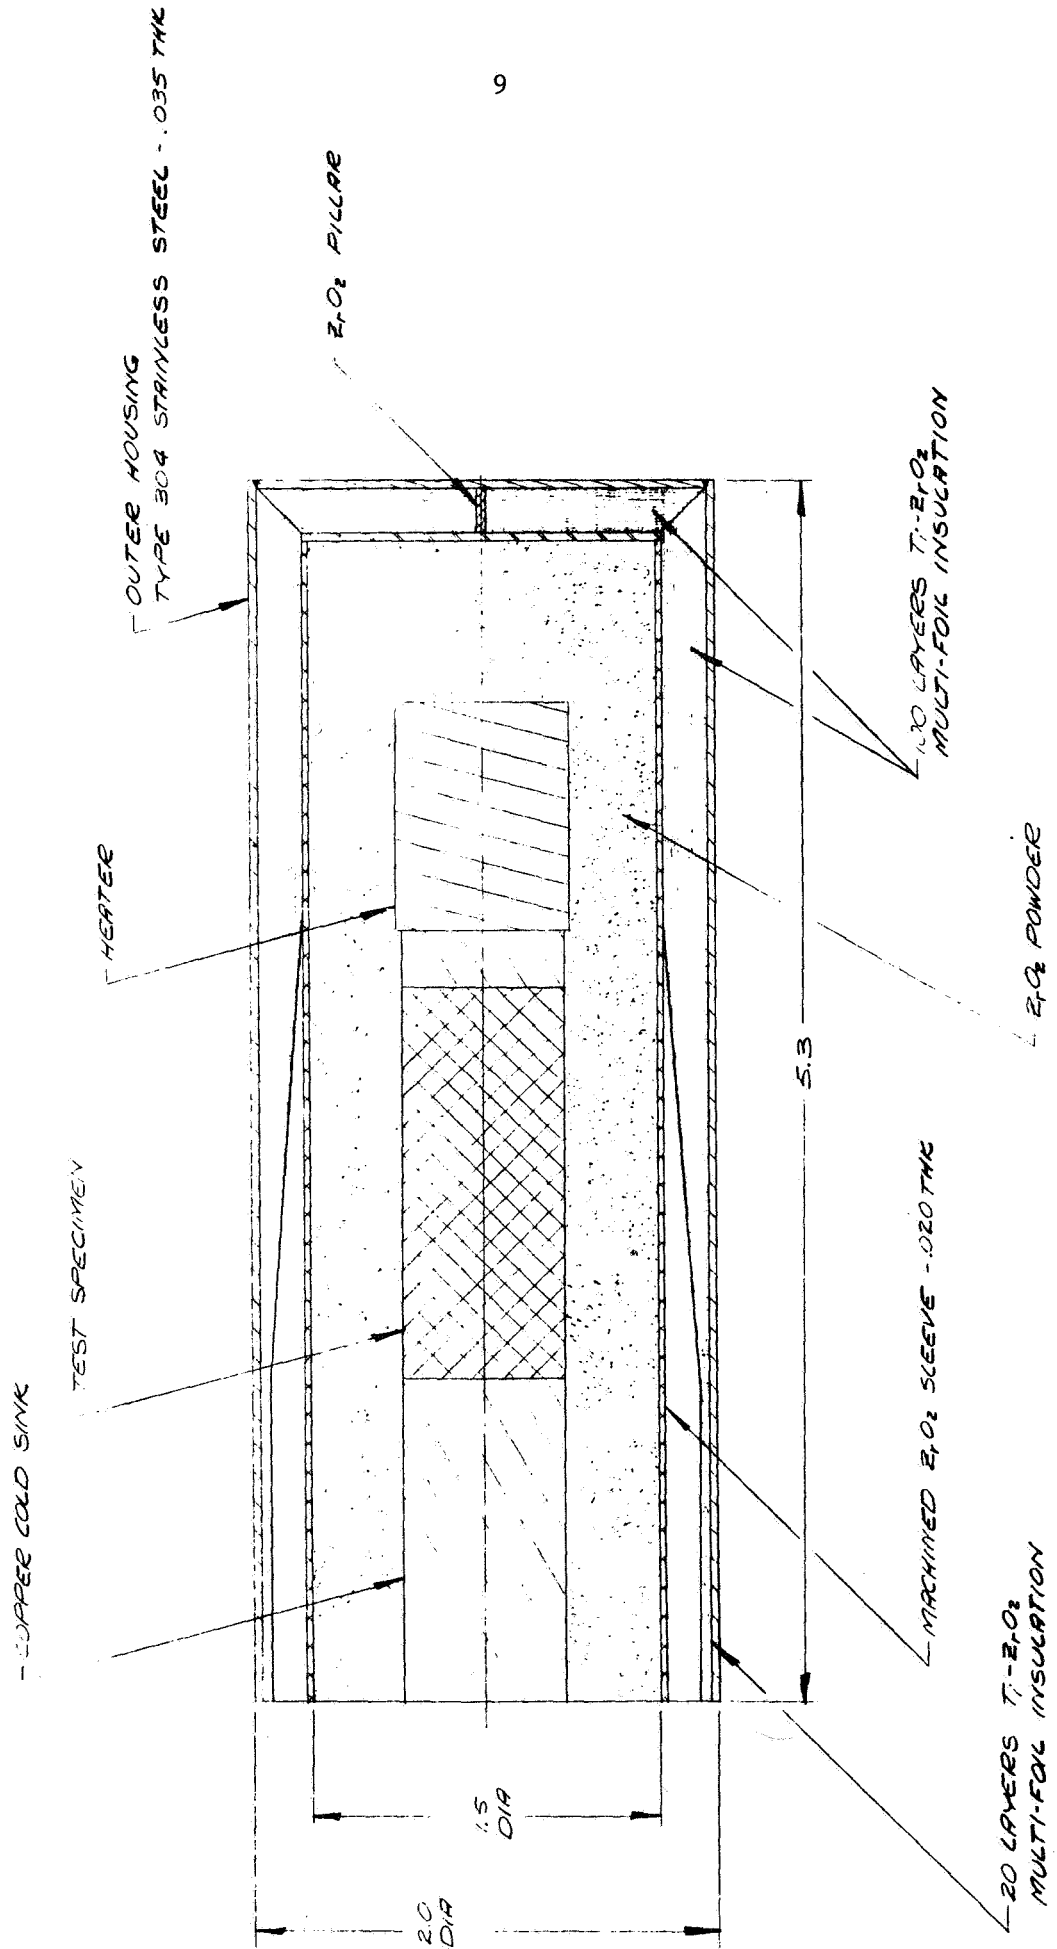 9
OUTER HOUSING
TYPE 304 STAINLESS STEEL -.035 THK
ZrO2 PILLAR
HEATER
TEST SPECIMEN
COPPER COLD SINK
100 LAYERS Ti-ZrO2
MULTI-FOIL INSULATION
ZrO2 POWDER
5.3
MACHINED ZrO2 SLEEVE -.020 THK
20 LAYERS Ti-ZrO2
MULTI-FOIL INSULATION
1.5
DIA
2.0
DIA